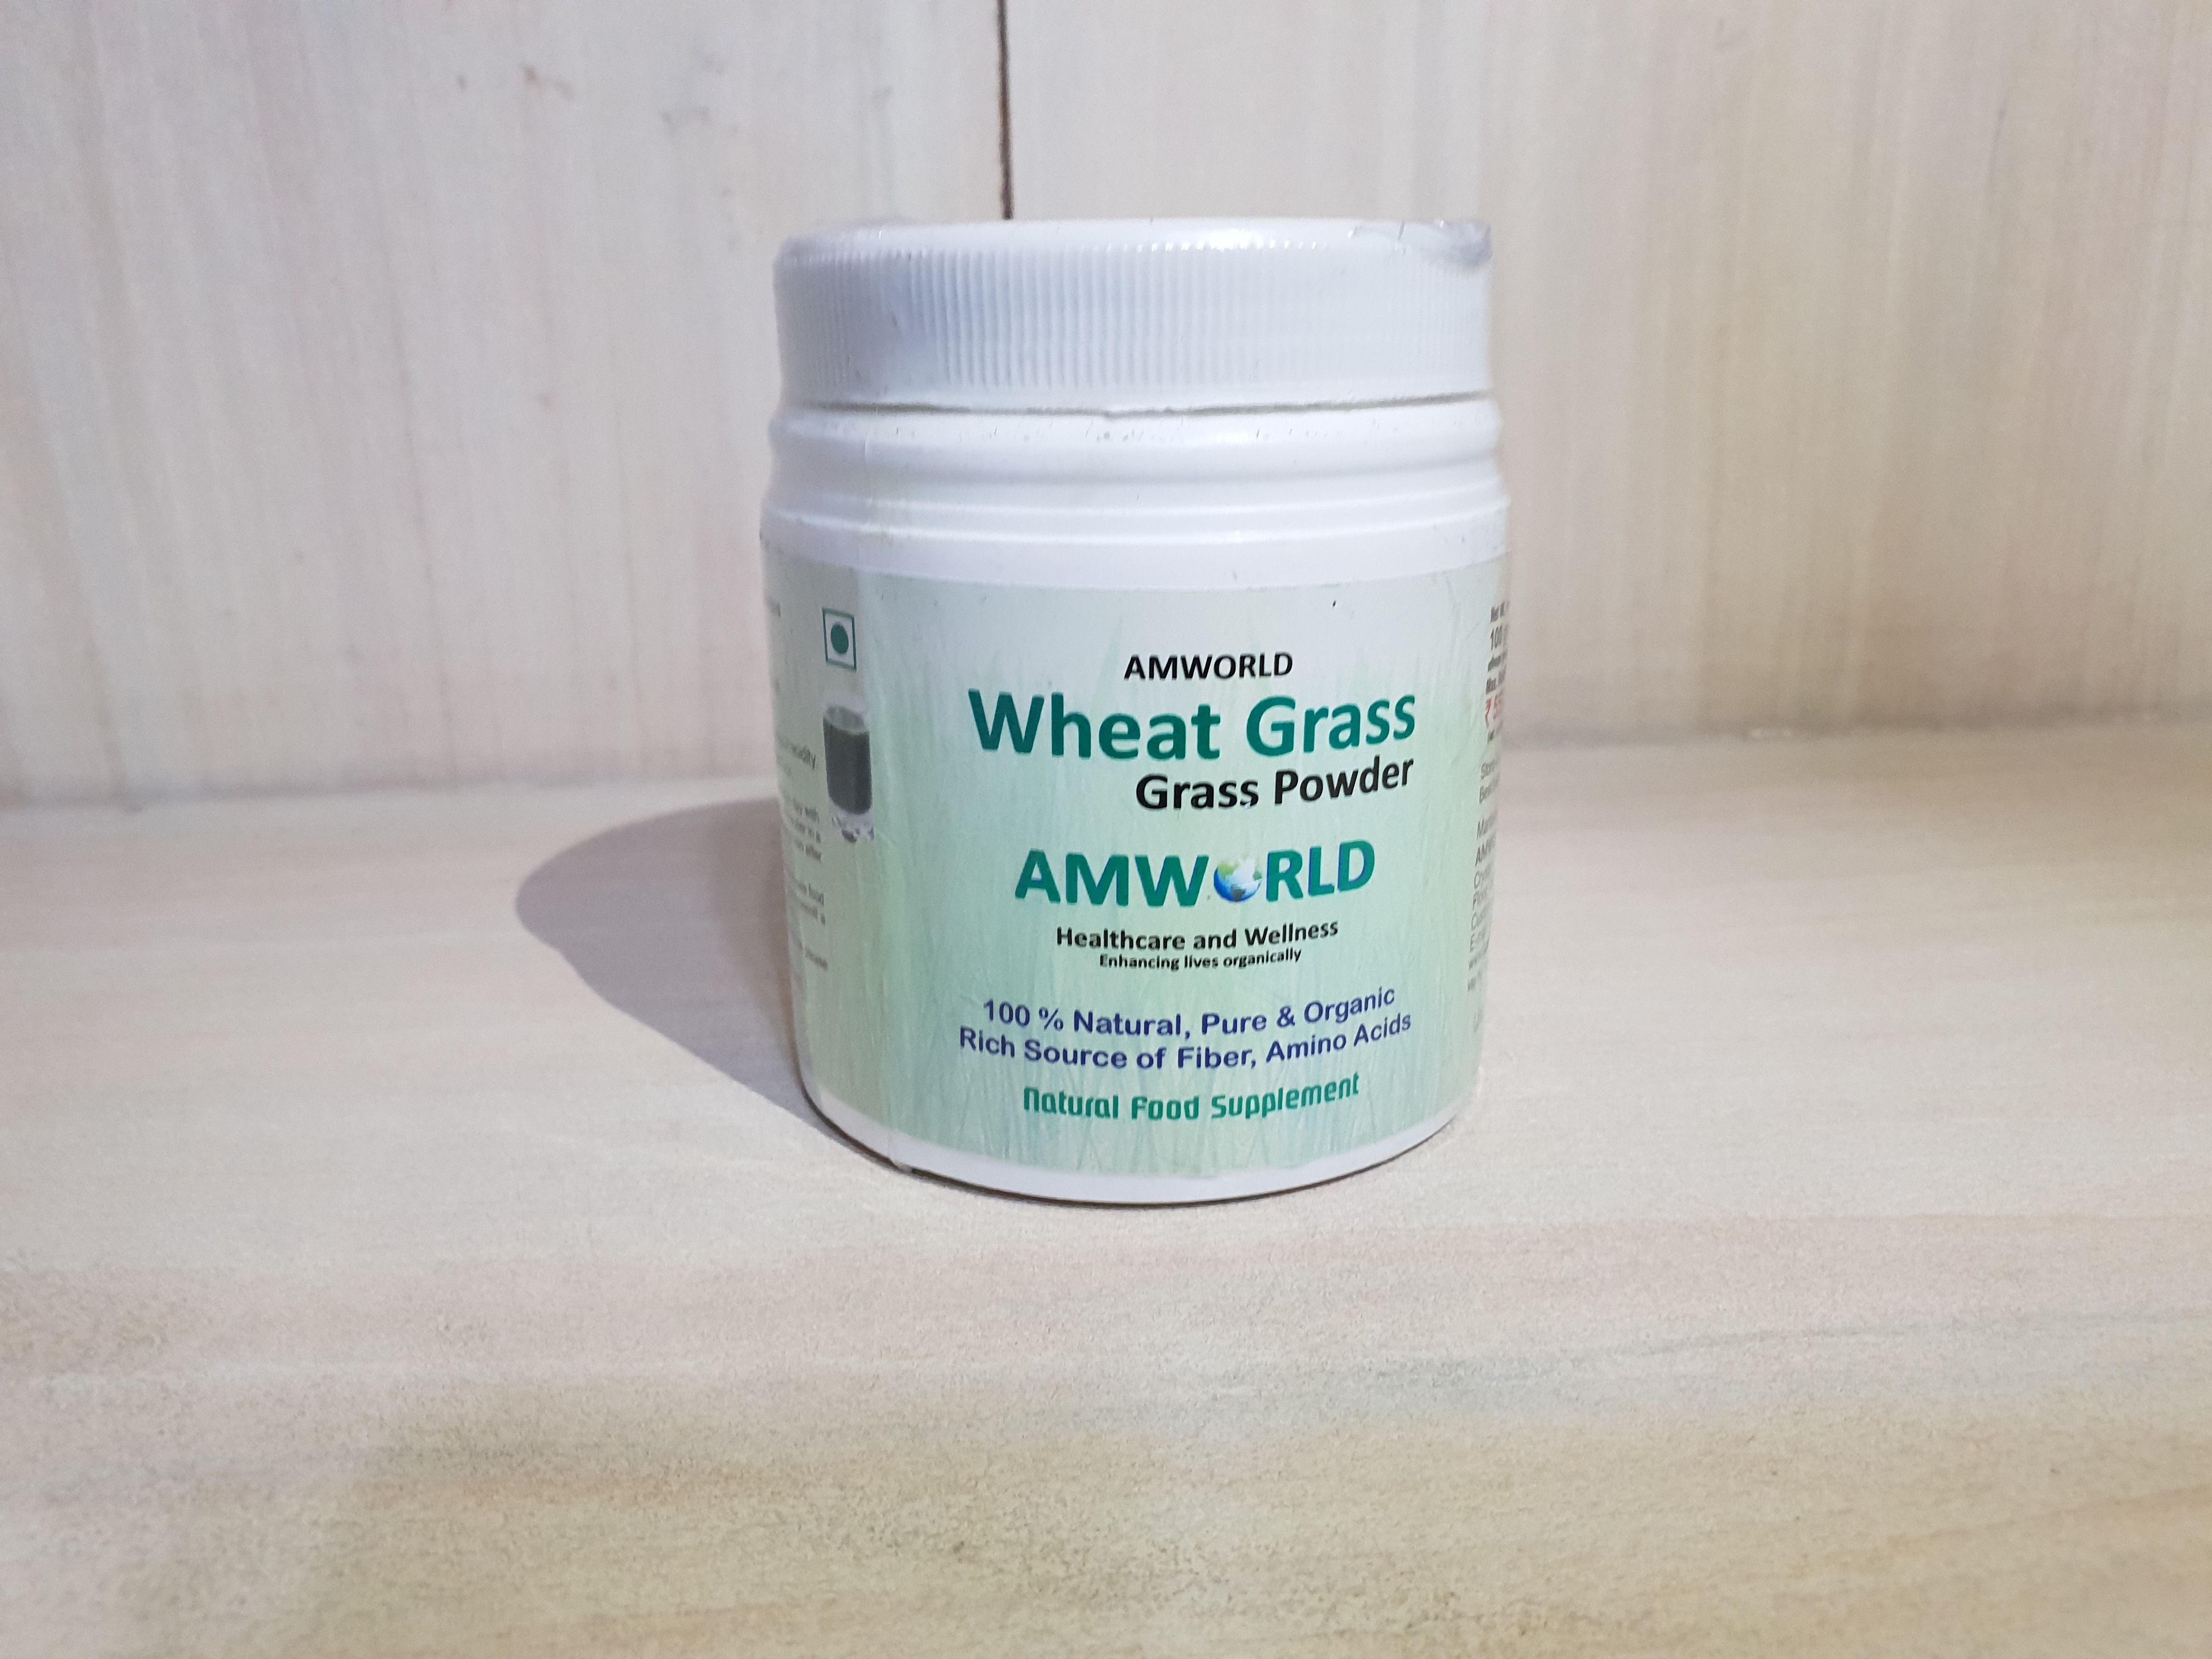 AMWORLD
Wheat Grass
Grass Powder
AMWORLD
Healthcare and Wellness
Enhancing lives organically
100 % Natural, Pure & Organic
Rich Source of Fiber, Amino Acids
Natural Food Supplement